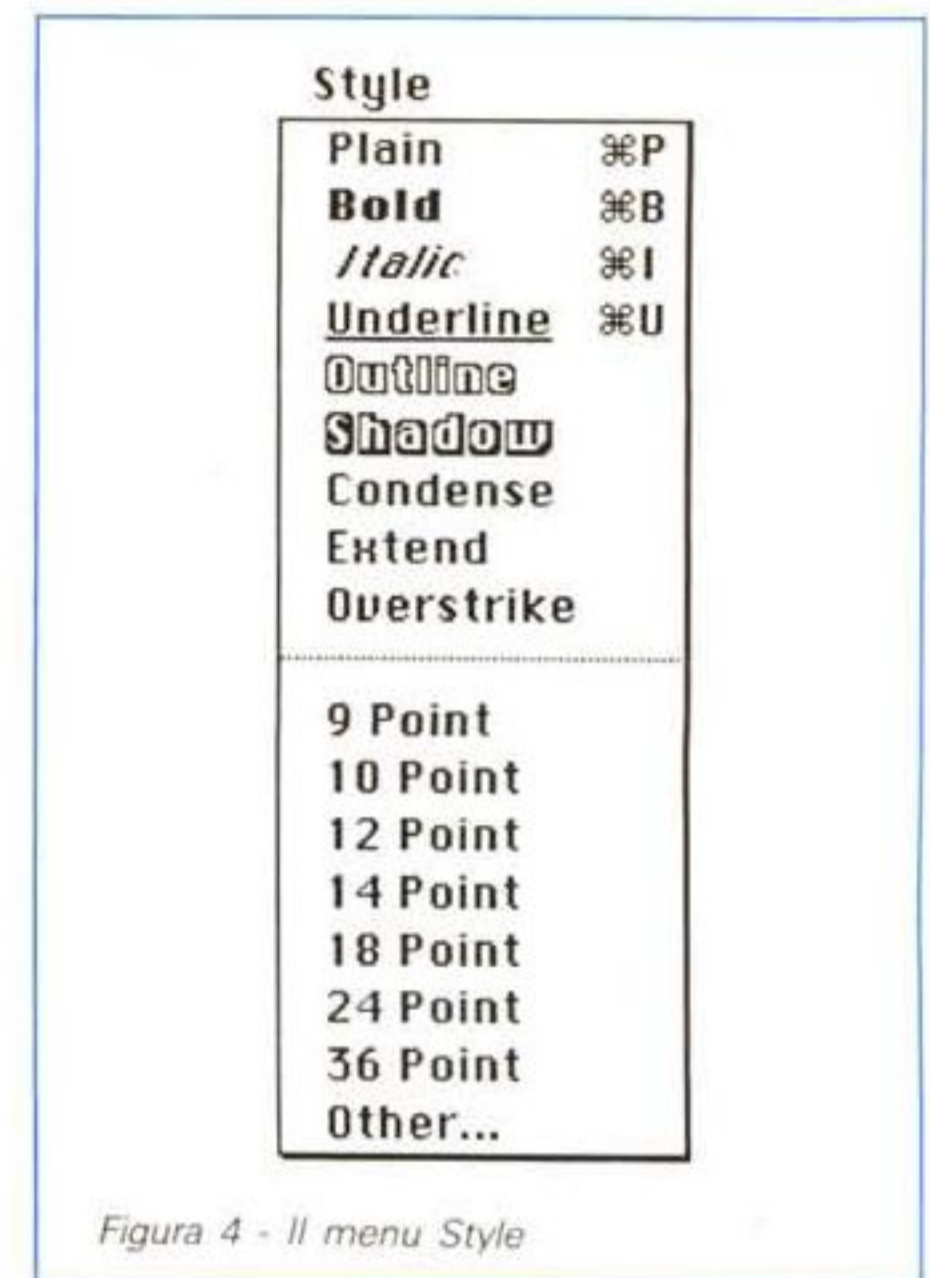 Style
Plain ⌘P
Bold ⌘B
Italic ⌘I
Underline ⌘U
Outline
Shadow
Condense
Extend
Overstrike
9 Point
10 Point
12 Point
14 Point
18 Point
24 Point
36 Point
Other...
Figura 4 - Il menu Style